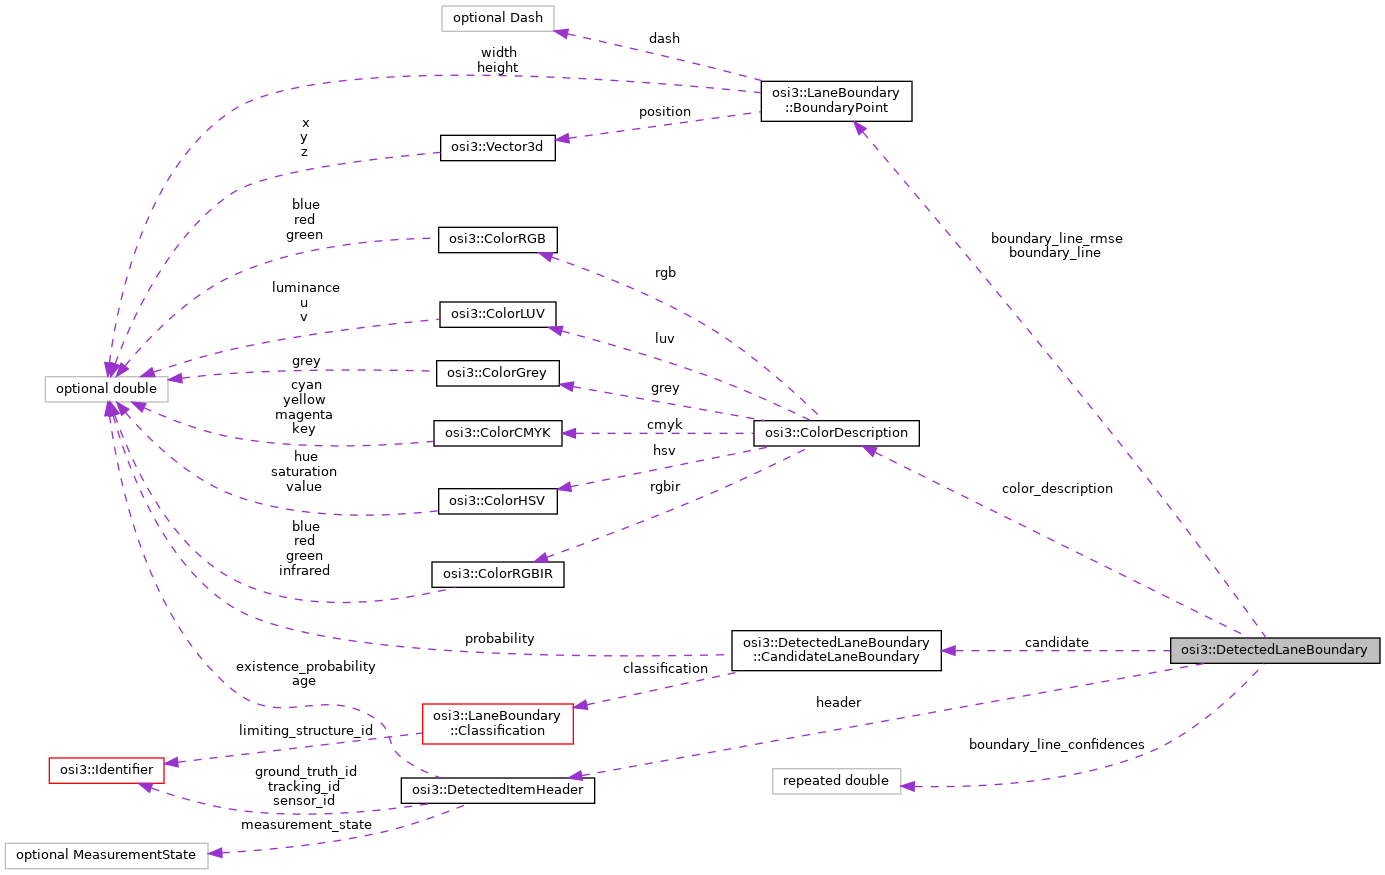 optional Dash
dash
width
height
osi3::LaneBoundary
::BoundaryPoint
position
x
y
z
osi3::Vector3d
blue
red
green
osi3::ColorRGB
boundary_line_rmse
boundary_line
rgb
luminance
u
v
osi3::ColorLUV
luv
grey
osi3::ColorGrey
optional double
grey
cyan
yellow
magenta
key
osi3::ColorCMYK
cmyk
osi3::ColorDescription
hsv
hue
saturation
value
osi3::ColorHSV
rgbir
color_description
blue
red
green
infrared
osi3::ColorRGBIR
probability
osi3::DetectedLaneBoundary
::CandidateLaneBoundary
candidate
osi3::DetectedLaneBoundary
existence_probability
age
classification
header
osi3::LaneBoundary
::Classification
limiting_structure_id
boundary_line_confidences
osi3::Identifier
ground_truth_id
tracking_id
sensor_id
osi3::DetectedItemHeader
repeated double
measurement_state
optional MeasurementState